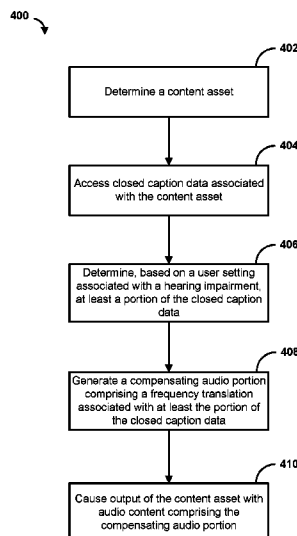 400
402
Determine a content asset
404
Access closed caption data associated
with the content asset
406
Determine, based on a user setting
associated with a hearing impairment,
at least a portion of the closed caption
data
408
Generate a compensating audio portion
comprising a frequency translation
associated with at least the portion of
the closed caption data
410
Cause output of the content asset with
audio content comprising the
compensating audio portion